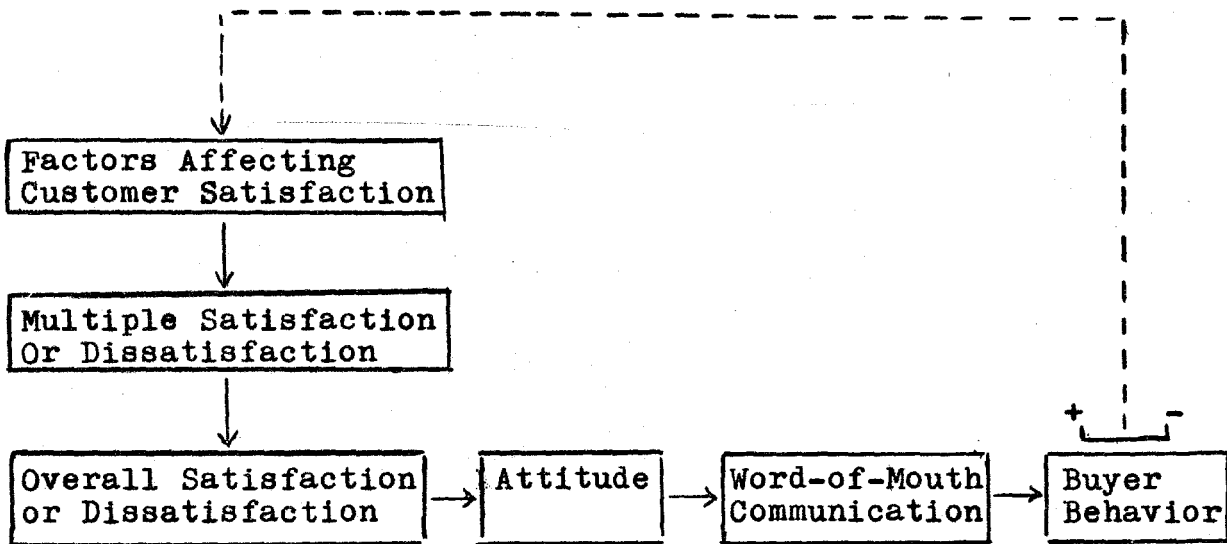 Factors Affecting
Customer Satisfaction
Multiple Satisfaction
Or Dissatisfaction
+ -
Overall Satisfaction
or Dissatisfaction
Attitude
Word-of-Mouth
Communication
Buyer
Behavior